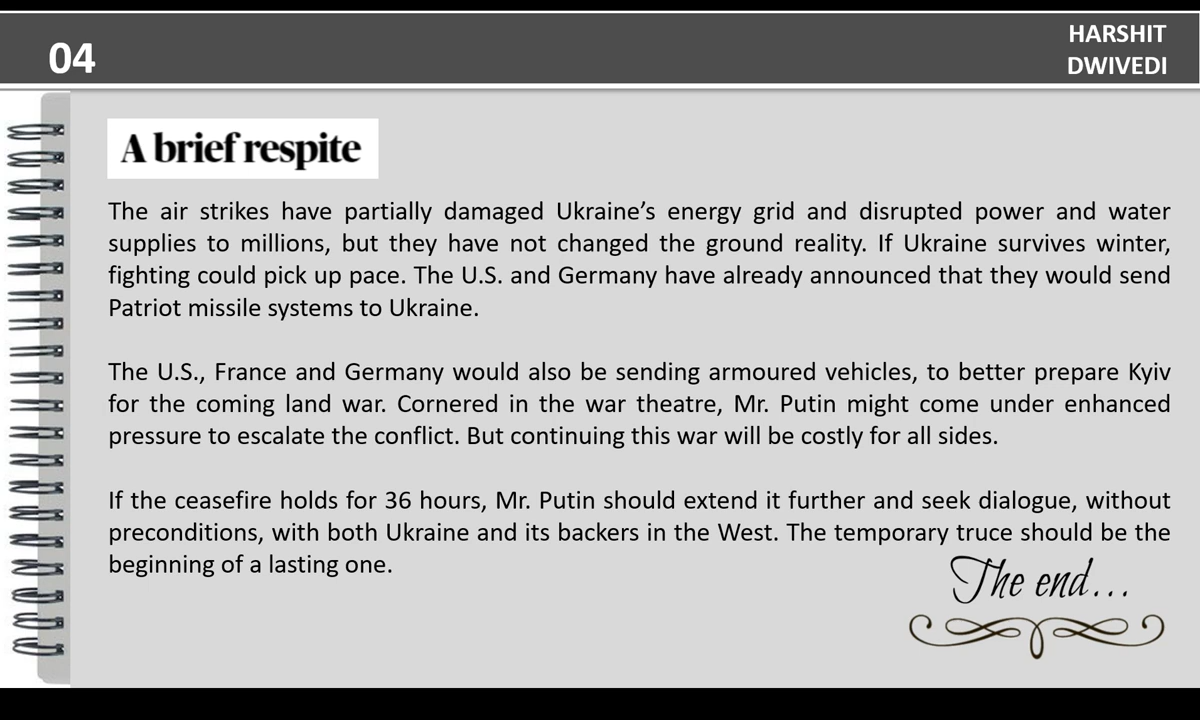 04
HARSHIT
DWIVEDI
A brief respite
The air strikes have partially damaged Ukraine’s energy grid and disrupted power and water
supplies to millions, but they have not changed the ground reality. If Ukraine survives winter,
fighting could pick up pace. The U.S. and Germany have already announced that they would send
Patriot missile systems to Ukraine.
The U.S., France and Germany would also be sending armoured vehicles, to better prepare Kyiv
for the coming land war. Cornered in the war theatre, Mr. Putin might come under enhanced
pressure to escalate the conflict. But continuing this war will be costly for all sides.
If the ceasefire holds for 36 hours, Mr. Putin should extend it further and seek dialogue, without
preconditions, with both Ukraine and its backers in the West. The temporary truce should be the
beginning of a lasting one.
The end...